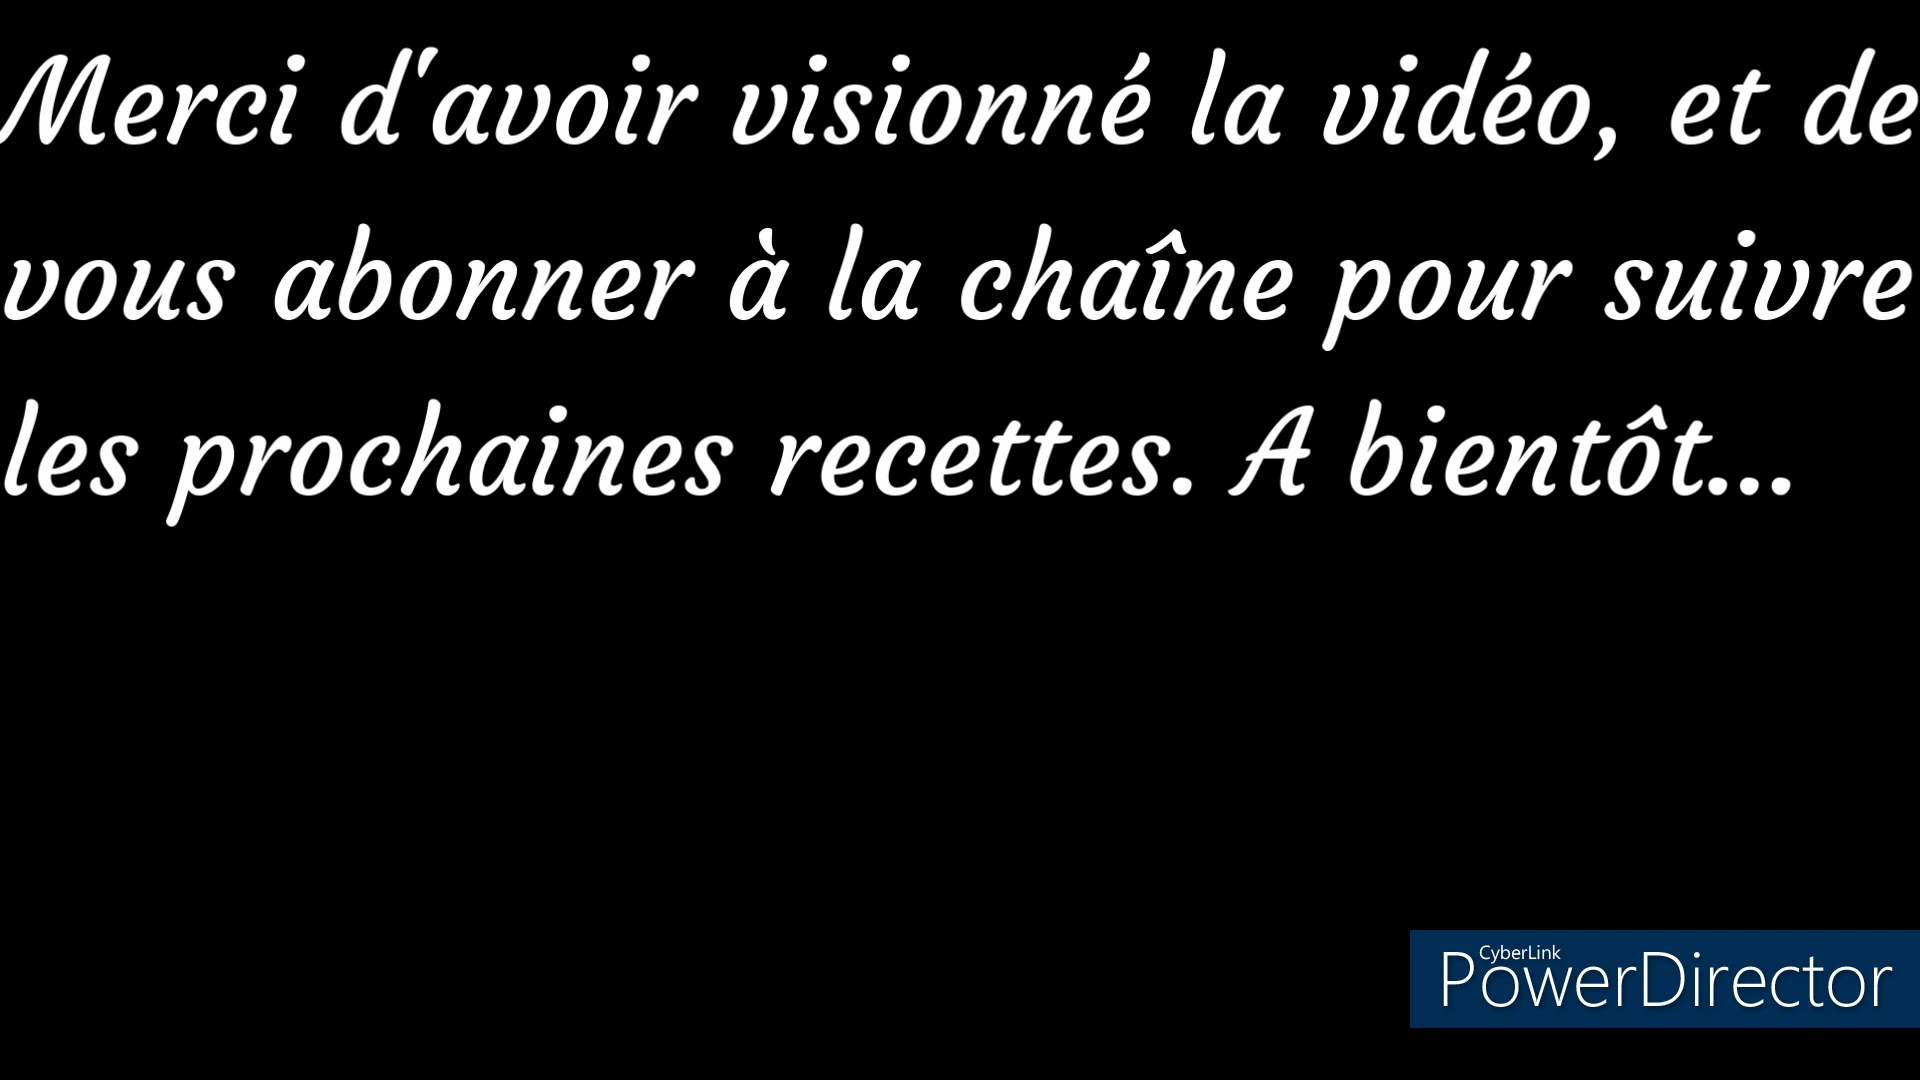 Merci d'avoir visionné la vidéo, et de
vous abonner à la chaîne pour suivre
les prochaines recettes. A bientôt...
CyberLink
PowerDirector